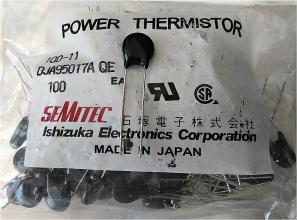 POWER THERMISTOR
100-11
DJA95017A QE
100 EA
SEMITEC 石塚電子株式会社
Ishizuka Electronics Corporation
MADE IN JAPAN